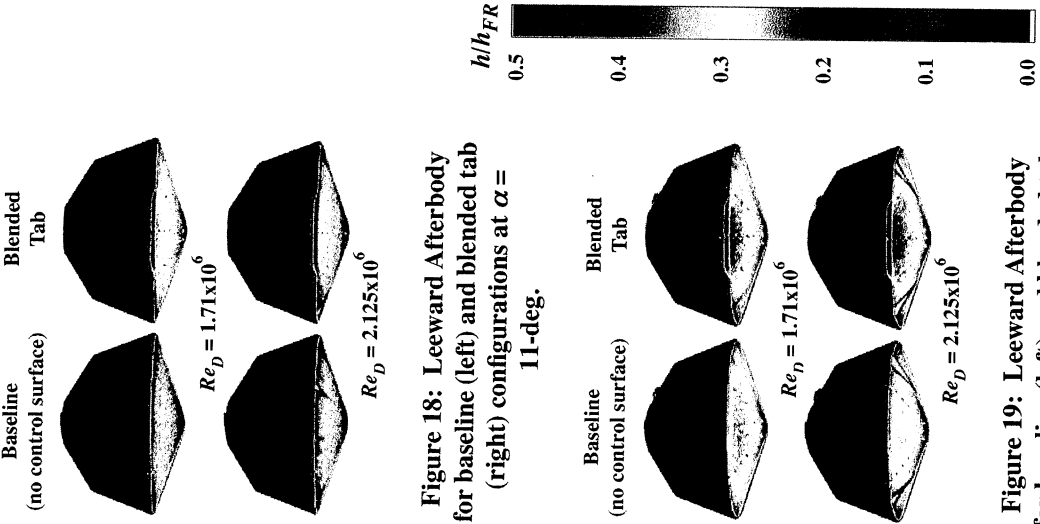 Baseline
(no control surface)
Blended
Tab
Re_D = 1.71x10^6
Re_D = 2.125x10^6
Figure 18: Leeward Afterbody
for baseline (left) and blended tab
(right) configurations at α =
11-deg.
Baseline
(no control surface)
Blended
Tab
Re_D = 1.71x10^6
Re_D = 2.125x10^6
Figure 19: Leeward Afterbody
h/h_FR
0.5
0.4
0.3
0.2
0.1
0.0